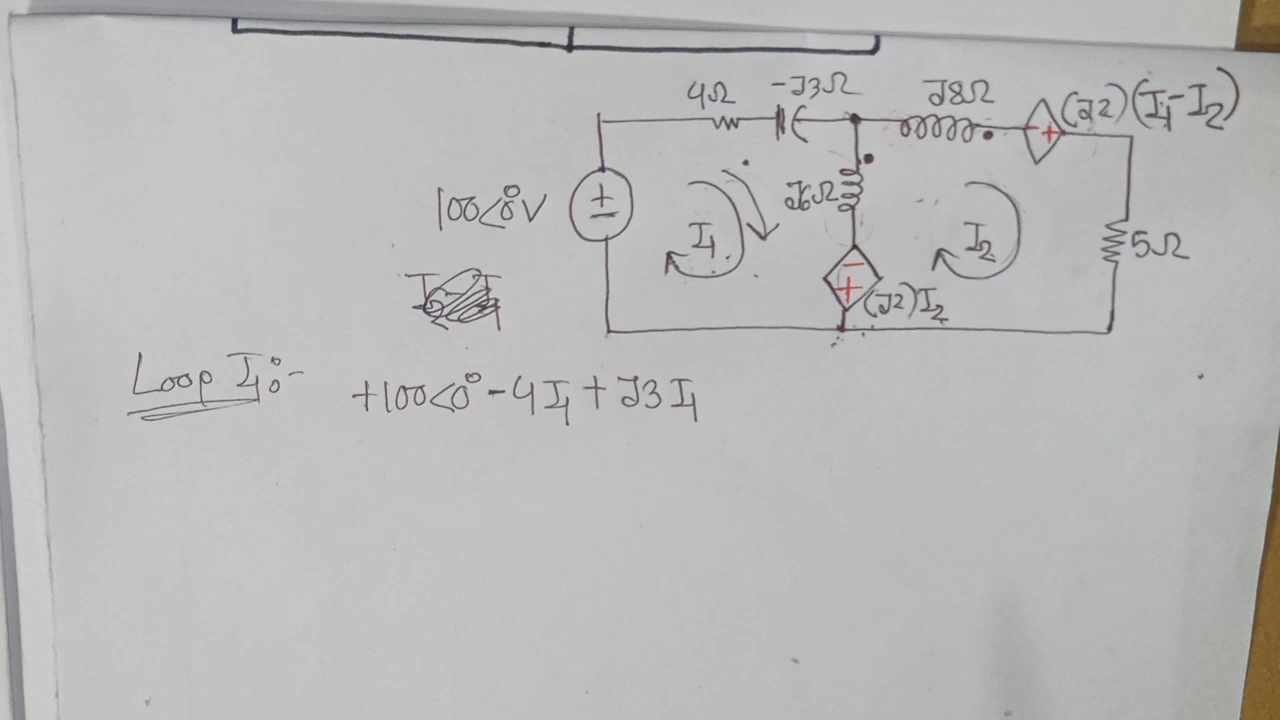 4Ω -J3Ω J8Ω (J2)(I₁-I₂)
+
100<0° V ± J6Ω I₁ I₂ 5Ω
-
+
(J2)I₂
Loop I₁:- +100<0° - 4I₁ + J3I₁